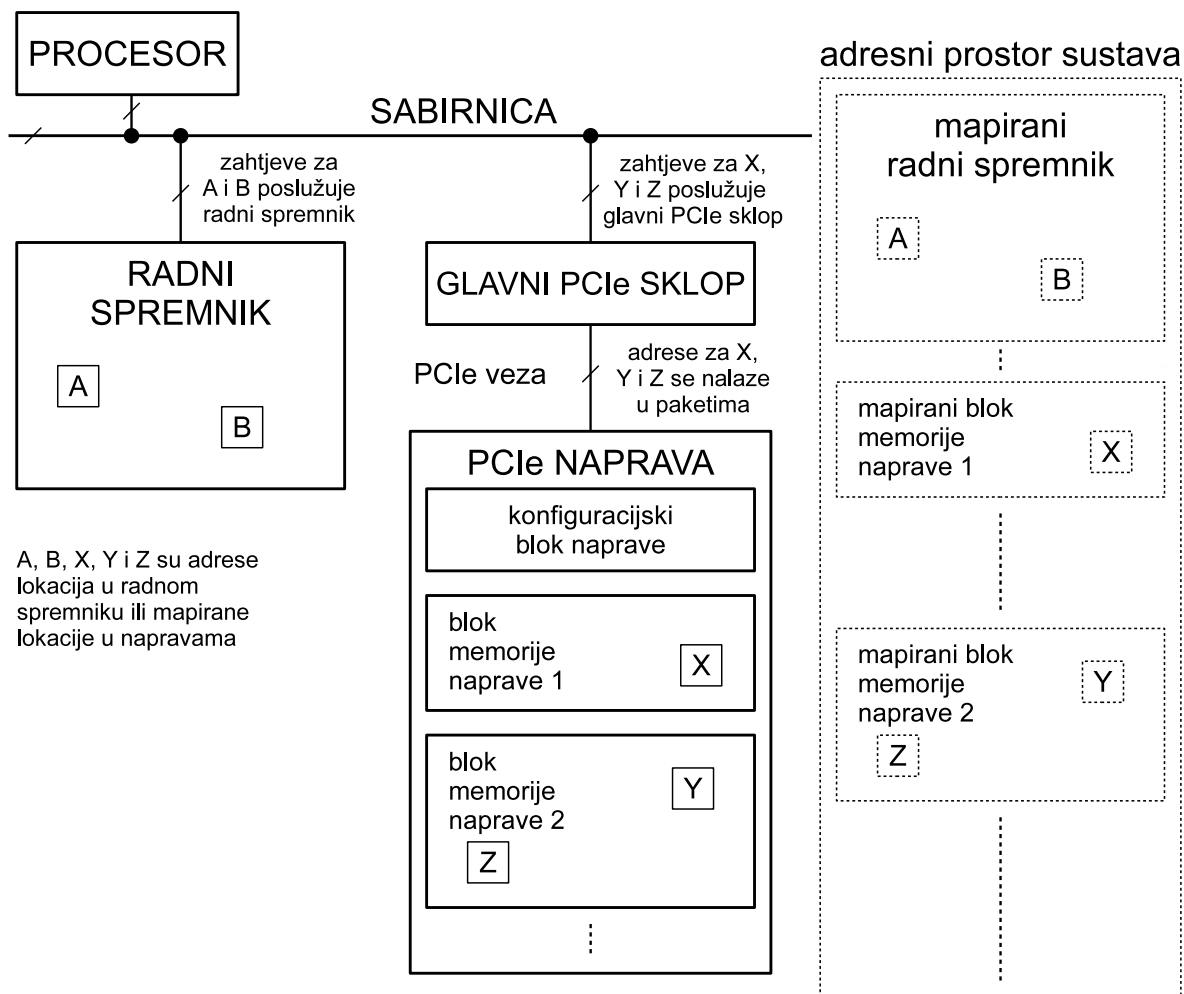 PROCESOR
SABIRNICA
zahtjeve za
A i B poslužuje
radni spremnik
zahtjeve za X,
Y i Z poslužuje
glavni PCIe sklop
RADNI
SPREMNIK
A
B
GLAVNI PCIe SKLOP
PCIe veza
adrese za X,
Y i Z se nalaze
u paketima
PCIe NAPRAVA
konfiguracijski
blok naprave
blok
memorije
naprave 1
X
blok
memorije
naprave 2
Y
Z
A, B, X, Y i Z su adrese
lokacija u radnom
spremniku ili mapirane
lokacije u napravama
adresni prostor sustava
mapirani
radni spremnik
A
B
mapirani blok
memorije
naprave 1
X
mapirani blok
memorije
naprave 2
Y
Z